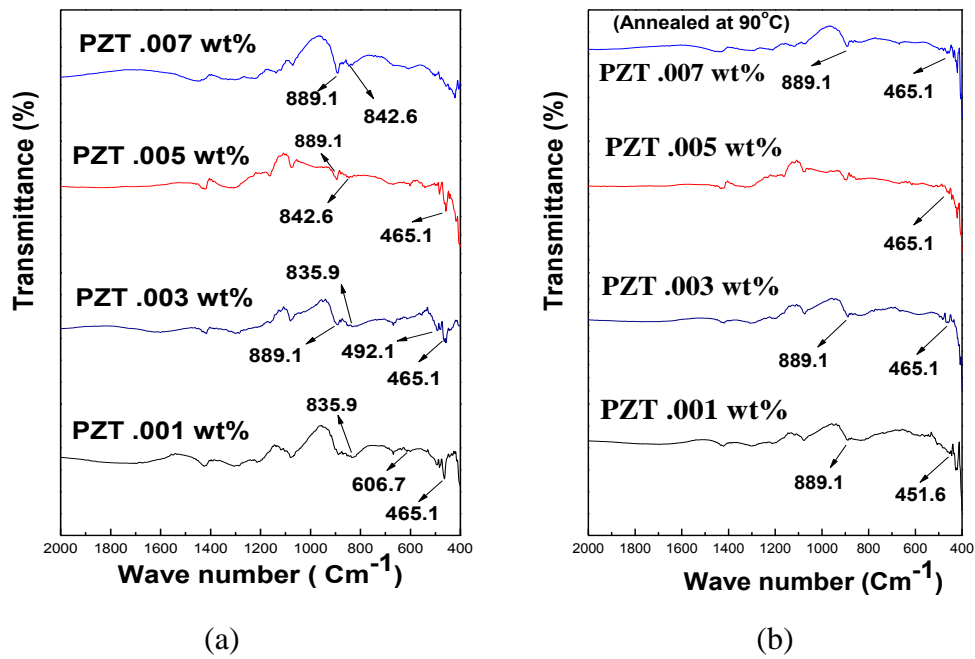 Transmittance (%)
PZT .007 wt%
889.1
842.6
889.1
PZT .005 wt%
842.6
465.1
835.9
PZT .003 wt%
889.1
492.1
465.1
835.9
PZT .001 wt%
606.7
465.1
2000 1600 1200 1000 800 600 400
Wave number ( Cm-1)
(a)
Transmittance (%)
(Annealed at 90°C)
PZT .007 wt%
889.1
465.1
PZT .005 wt%
465.1
PZT .003 wt%
889.1
465.1
PZT .001 wt%
889.1
451.6
2000 1600 1200 1000 800 600 400
Wave number (Cm-1)
(b)